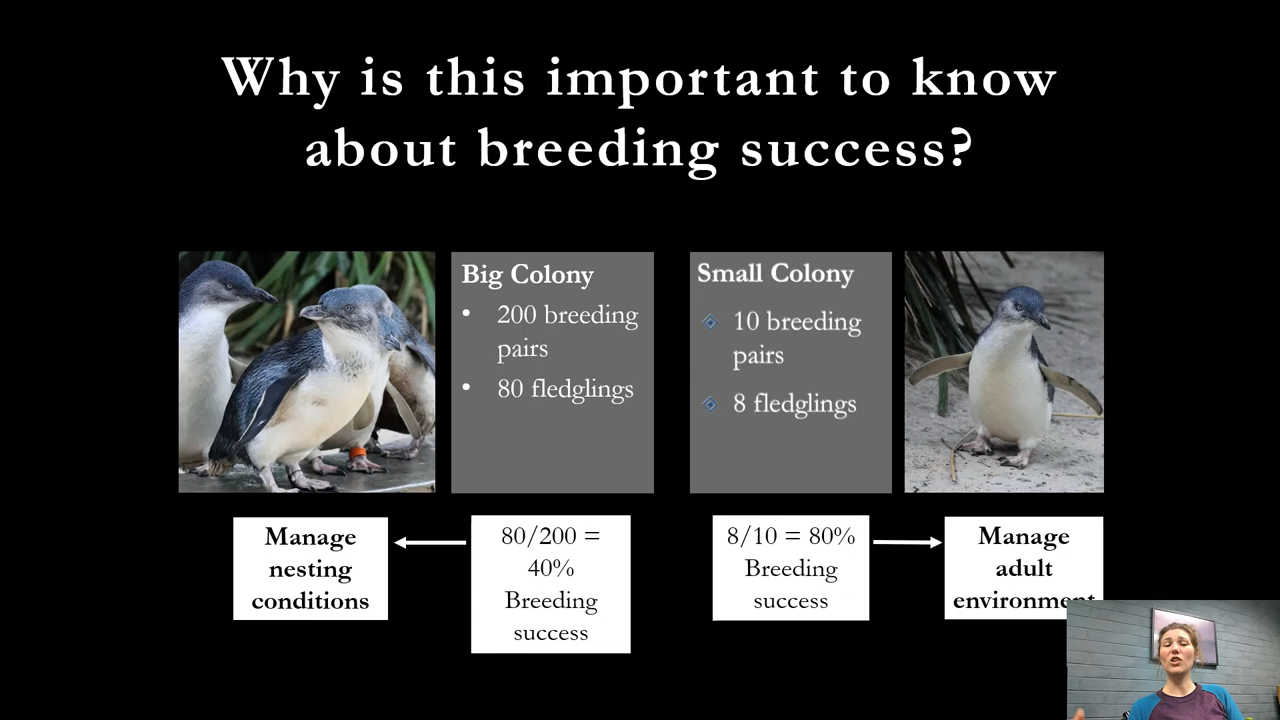 Why is this important to know
about breeding success?
Big Colony
• 200 breeding
pairs
• 80 fledglings
Small Colony
10 breeding
pairs
8 fledglings
Manage
nesting
conditions
80/200 =
40%
Breeding
success
8/10 = 80%
Breeding
success
Manage
adult
environment